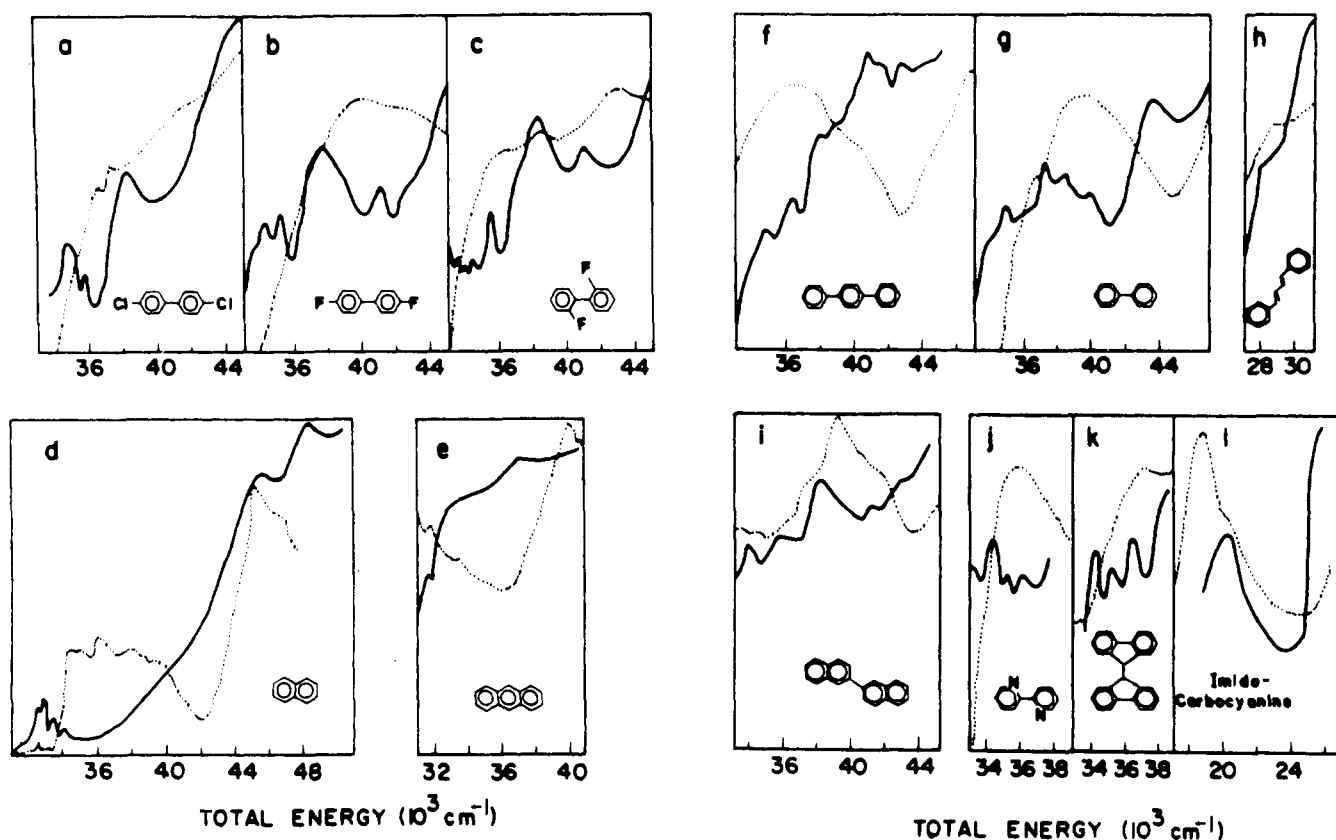 a b c f g h
Cl Cl F F F F
36 40 44 36 40 44 36 40 44 36 40 44 36 40 44 28 30
d e i j k l
N N Imido-
Carbocyanine
36 40 44 48 32 36 40 36 40 44 34 36 38 34 36 38 20 24
TOTAL ENERGY (10³ cm⁻¹) TOTAL ENERGY (10³ cm⁻¹)